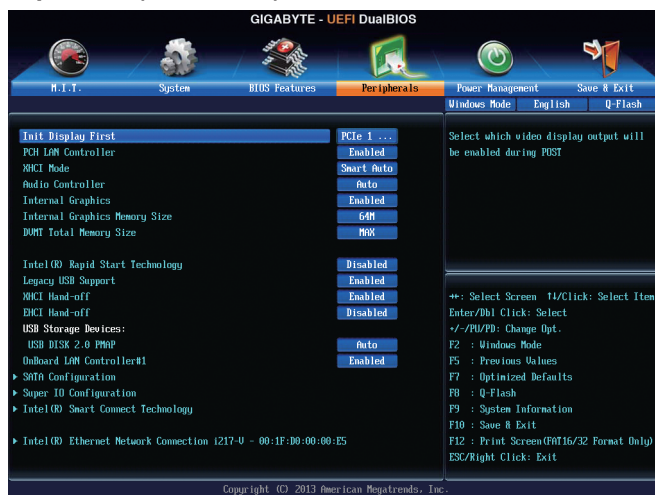 GIGABYTE - UEFI DualBIOS
M.I.T. System BIOS Features Peripherals Power Management Save & Exit
Windows Mode English Q-Flash
Init Display First PCIe 1 ...
PCH LAN Controller Enabled
XHCI Mode Smart Auto
Audio Controller Auto
Internal Graphics Enabled
Internal Graphics Memory Size 64M
DVMT Total Memory Size MAX
Intel(R) Rapid Start Technology Disabled
Legacy USB Support Enabled
XHCI Hand-off Enabled
EHCI Hand-off Disabled
USB Storage Devices:
USB DISK 2.0 PMAP Auto
OnBoard LAN Controller#1 Enabled
SATA Configuration
Super IO Configuration
Intel(R) Smart Connect Technology
Intel(R) Ethernet Network Connection i217-V - 00:1F:D0:00:00:E5
Select which video display output will
be enabled during POST
→←: Select Screen ↑↓/Click: Select Item
Enter/Dbl Click: Select
+/-/PU/PD: Change Opt.
F2 : Windows Mode
F5 : Previous Values
F7 : Optimized Defaults
F8 : Q-Flash
F9 : System Information
F10 : Save & Exit
F12 : Print Screen(FAT16/32 Format Only)
ESC/Right Click: Exit
Copyright (C) 2013 American Megatrends, Inc.